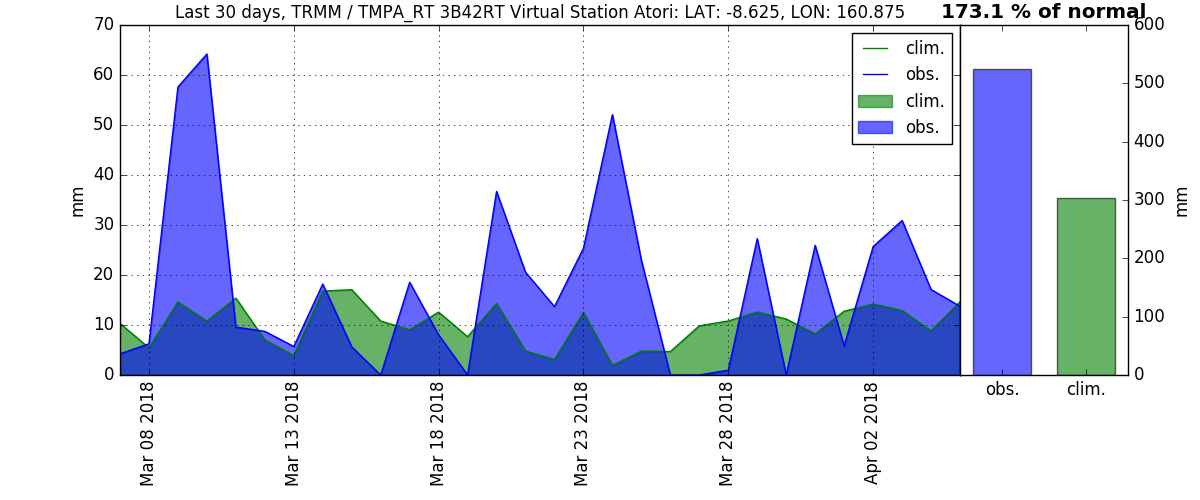 Last 30 days, TRMM / TMPA_RT 3B42RT Virtual Station Atori: LAT: -8.625, LON: 160.875
173.1 % of normal
70
60
50
40
30
20
10
0
mm
clim.
obs.
clim.
obs.
Mar 08 2018
Mar 13 2018
Mar 18 2018
Mar 23 2018
Mar 28 2018
Apr 02 2018
600
500
400
300
200
100
0
mm
obs.
clim.